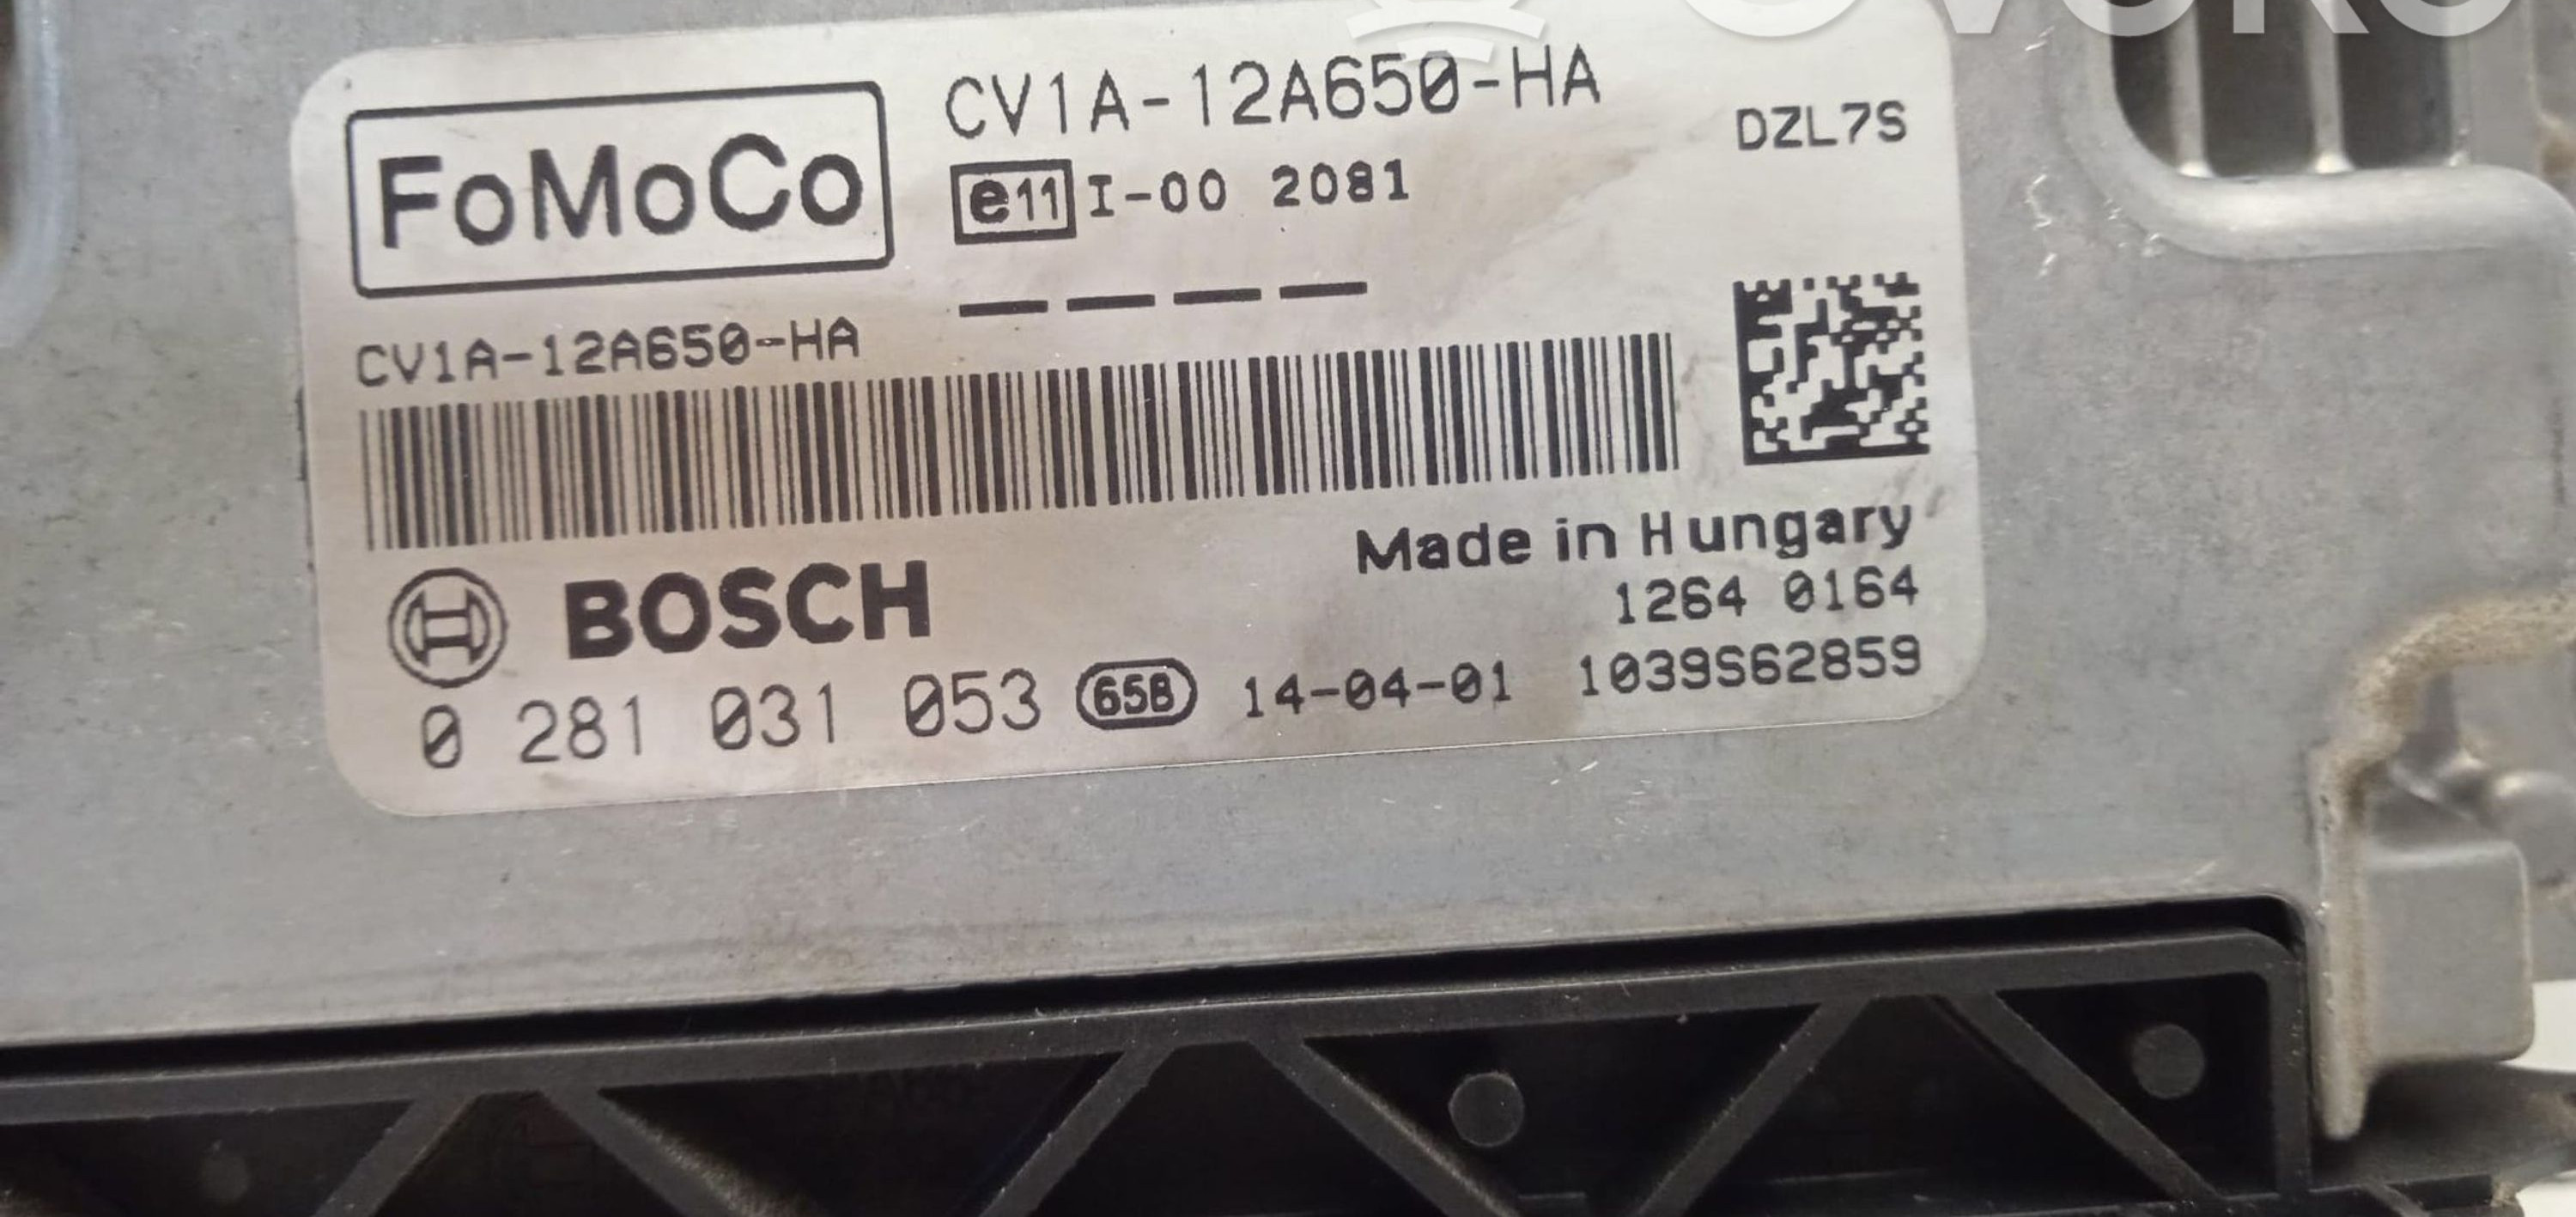 FoMoCo
CV1A-12A650-HA
DZL7S
e11 I-00 2081
CV1A-12A650-HA
BOSCH
Made in Hungary
1264 0164
0 281 031 053 65B 14-04-01 1039S62859